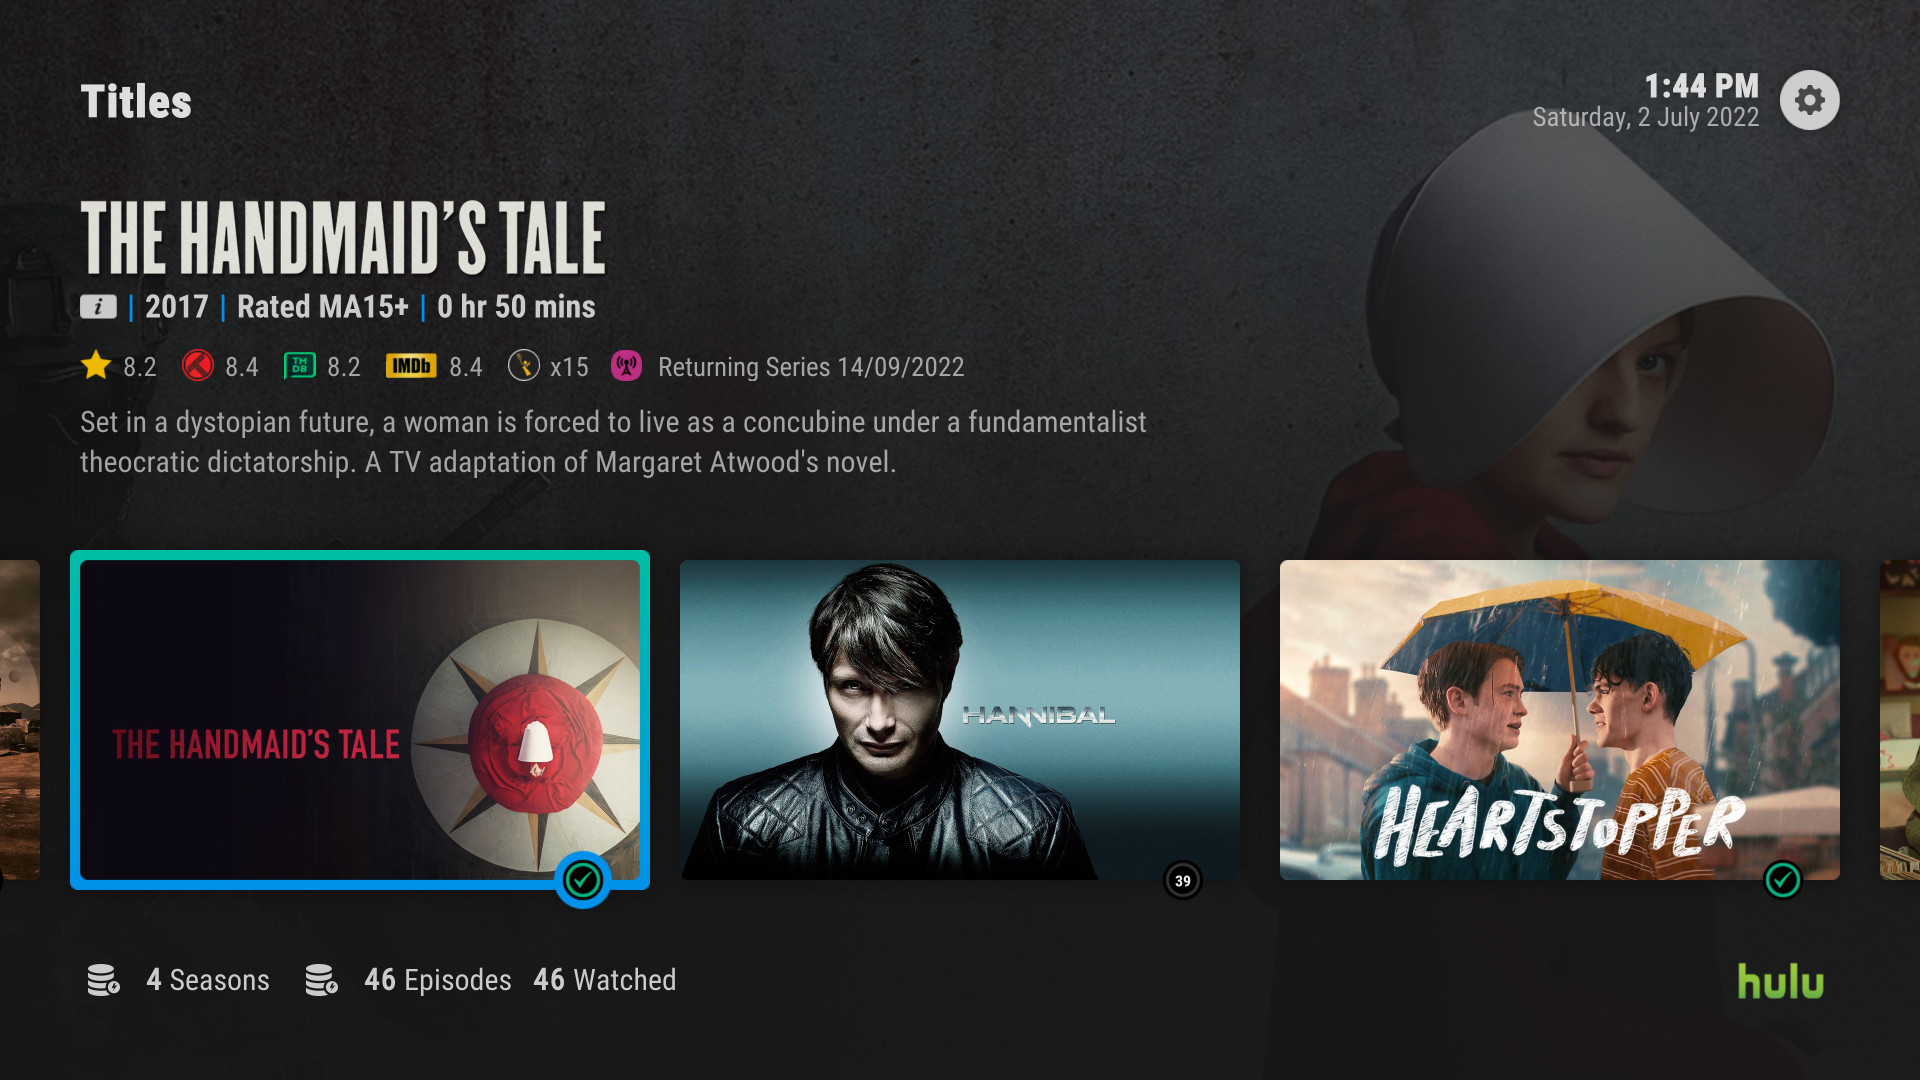 Titles
1:44 PM
Saturday, 2 July 2022
THE HANDMAID'S TALE
i | 2017 | Rated MA15+ | 0 hr 50 mins
8.2 8.4 TMDB 8.2 IMDb 8.4 x15 Returning Series 14/09/2022
Set in a dystopian future, a woman is forced to live as a concubine under a fundamentalist
theocratic dictatorship. A TV adaptation of Margaret Atwood's novel.
THE HANDMAID'S TALE
HANNIBAL
39
HEARTSTOPPER
4 Seasons 46 Episodes 46 Watched
hulu